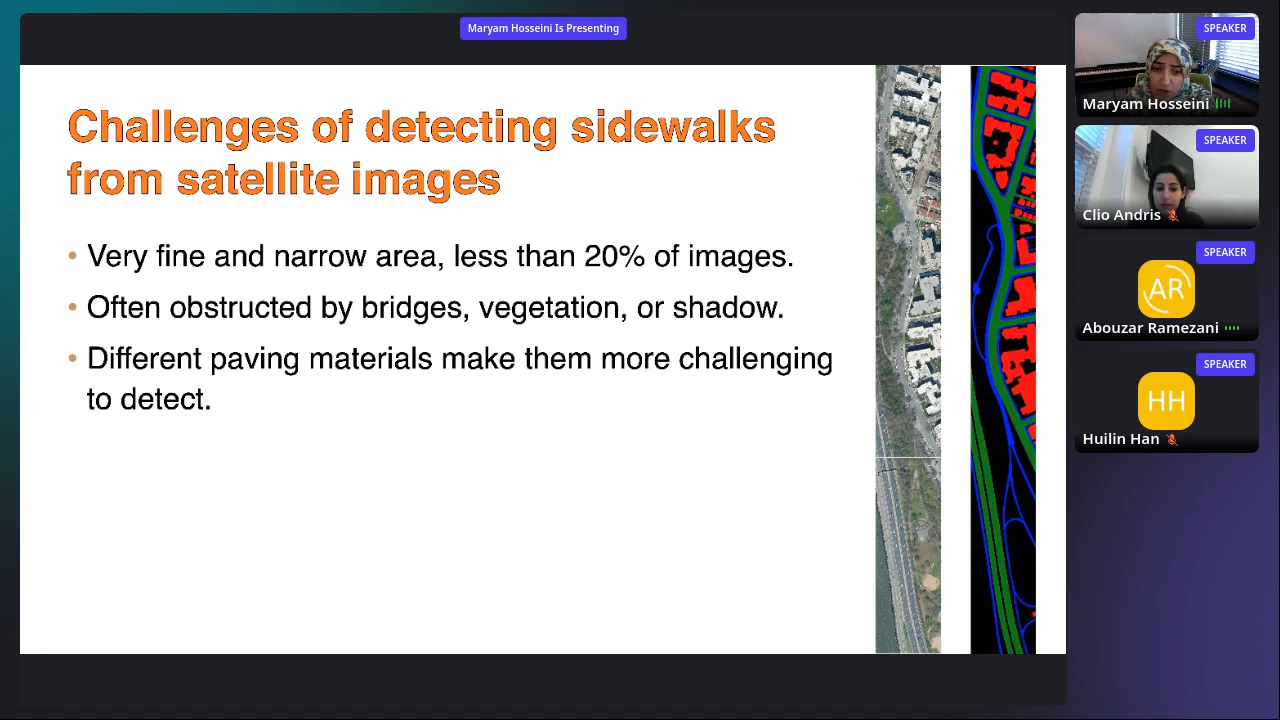 Maryam Hosseini Is Presenting
Challenges of detecting sidewalks
from satellite images
• Very fine and narrow area, less than 20% of images.
• Often obstructed by bridges, vegetation, or shadow.
• Different paving materials make them more challenging
to detect.
SPEAKER
Maryam Hosseini
SPEAKER
Clio Andris
SPEAKER
AR
Abouzar Ramezani
SPEAKER
HH
Huilin Han